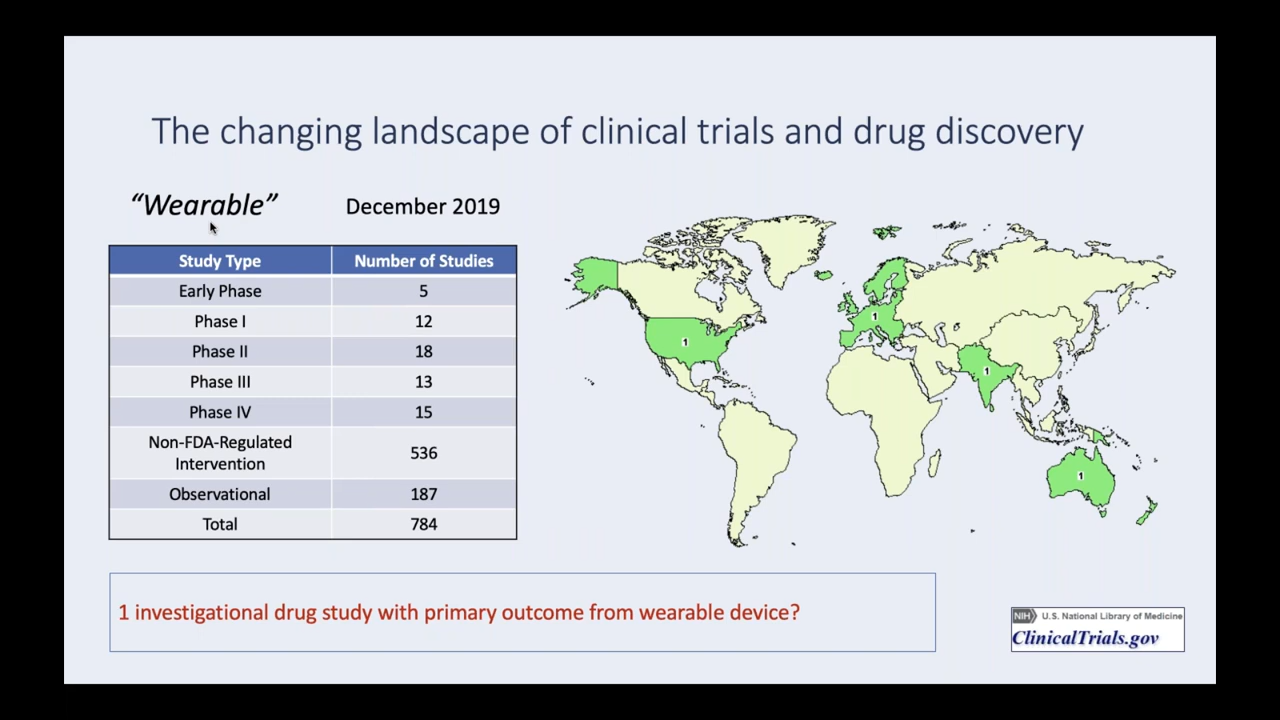 The changing landscape of clinical trials and drug discovery
“Wearable”
December 2019
Study Type
Number of Studies
Early Phase
5
Phase I
12
Phase II
18
Phase III
13
Phase IV
15
Non-FDA-Regulated
Intervention
536
Observational
187
Total
784
1
1
1
1
1 investigational drug study with primary outcome from wearable device?
NIH U.S. National Library of Medicine
ClinicalTrials.gov